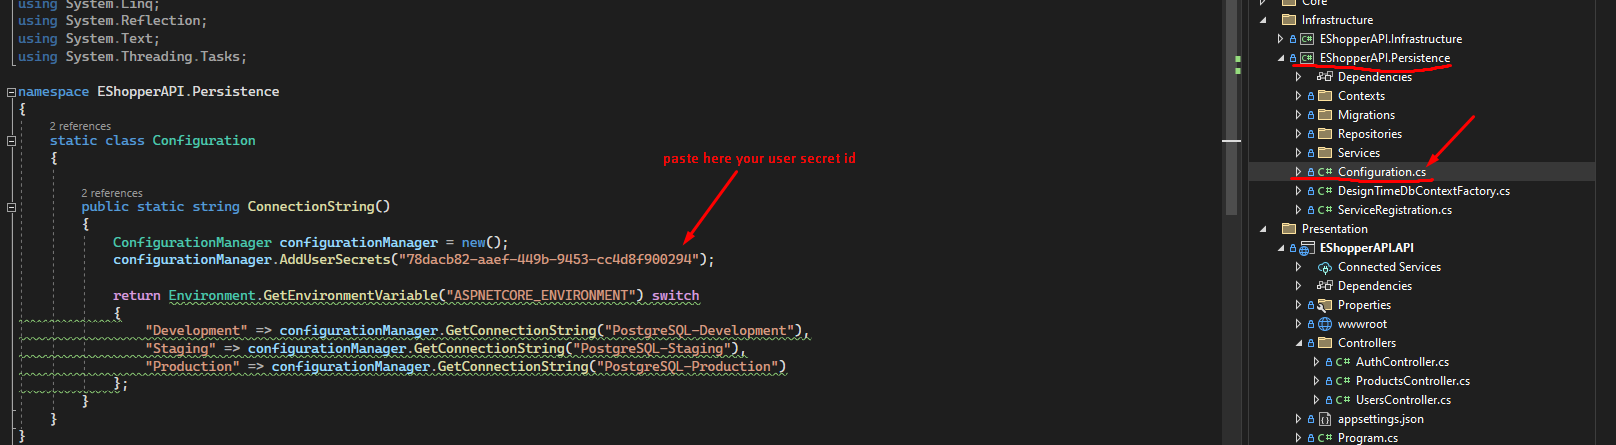 using System.Linq;
using System.Reflection;
using System.Text;
using System.Threading.Tasks;
namespace EShopperAPI.Persistence
{
2 references
static class Configuration
{
2 references
public static string ConnectionString()
{
ConfigurationManager configurationManager = new();
configurationManager.AddUserSecrets("78dacb82-aaef-449b-9453-cc4d8f900294");
return Environment.GetEnvironmentVariable("ASPNETCORE_ENVIRONMENT") switch
{
"Development" => configurationManager.GetConnectionString("PostgreSQL-Development"),
"Staging" => configurationManager.GetConnectionString("PostgreSQL-Staging"),
"Production" => configurationManager.GetConnectionString("PostgreSQL-Production")
};
}
}
}
paste here your user secret id
Core
Infrastructure
C# EShopperAPI.Infrastructure
C# EShopperAPI.Persistence
Dependencies
Contexts
Migrations
Repositories
Services
C# Configuration.cs
C# DesignTimeDbContextFactory.cs
C# ServiceRegistration.cs
Presentation
EShopperAPI.API
Connected Services
Dependencies
Properties
wwwroot
Controllers
C# AuthController.cs
C# ProductsController.cs
C# UsersController.cs
appsettings.json
C# Program.cs